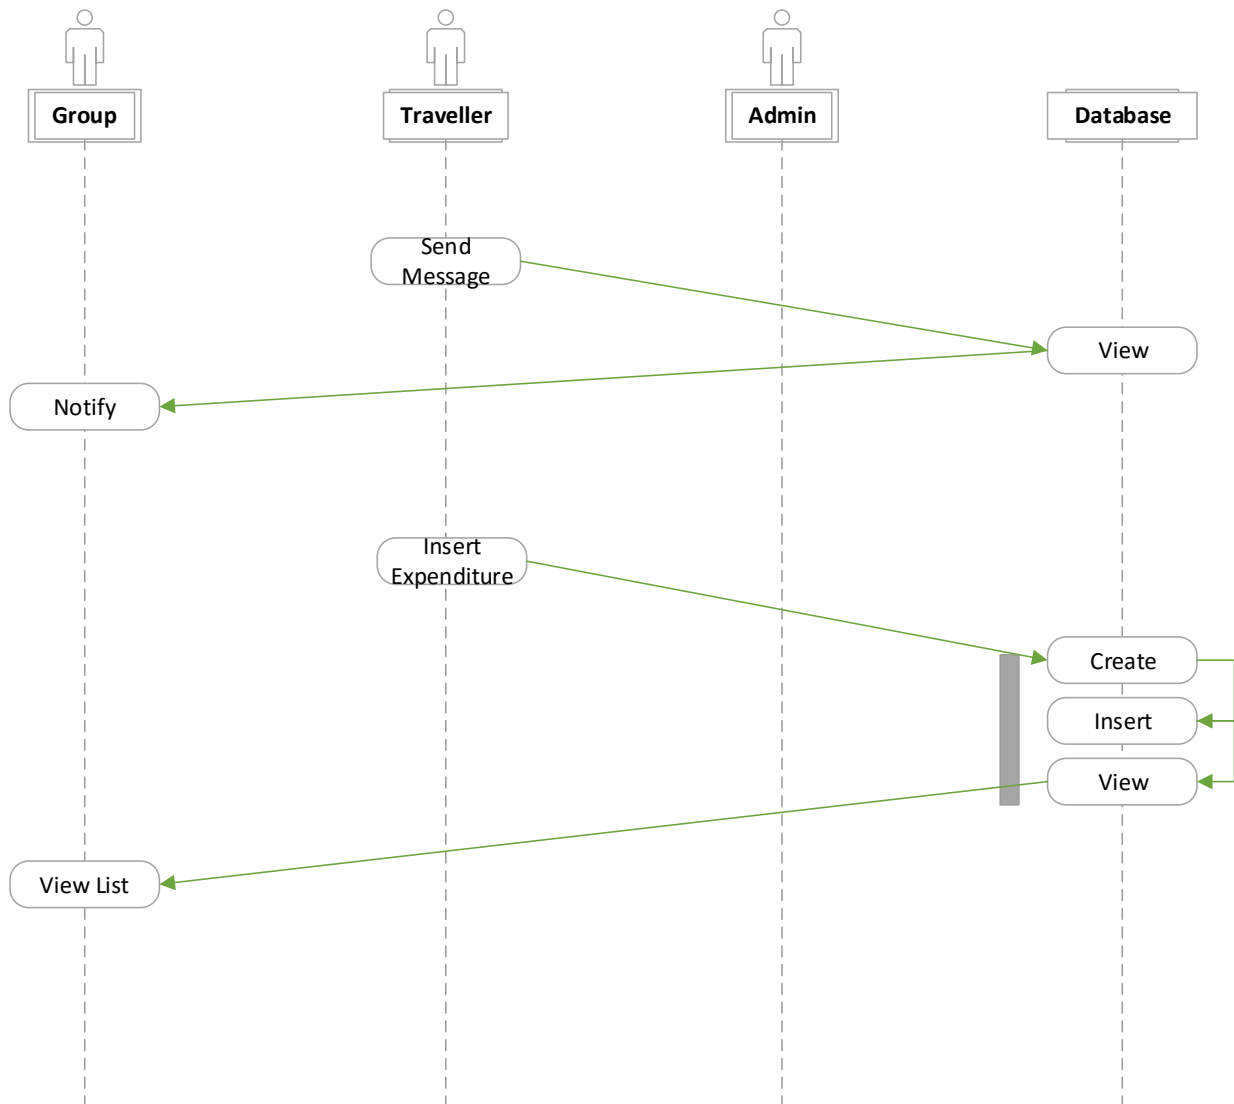 Group
Traveller
Admin
Database
Send
Message
View
Notify
Insert
Expenditure
Create
Insert
View
View List